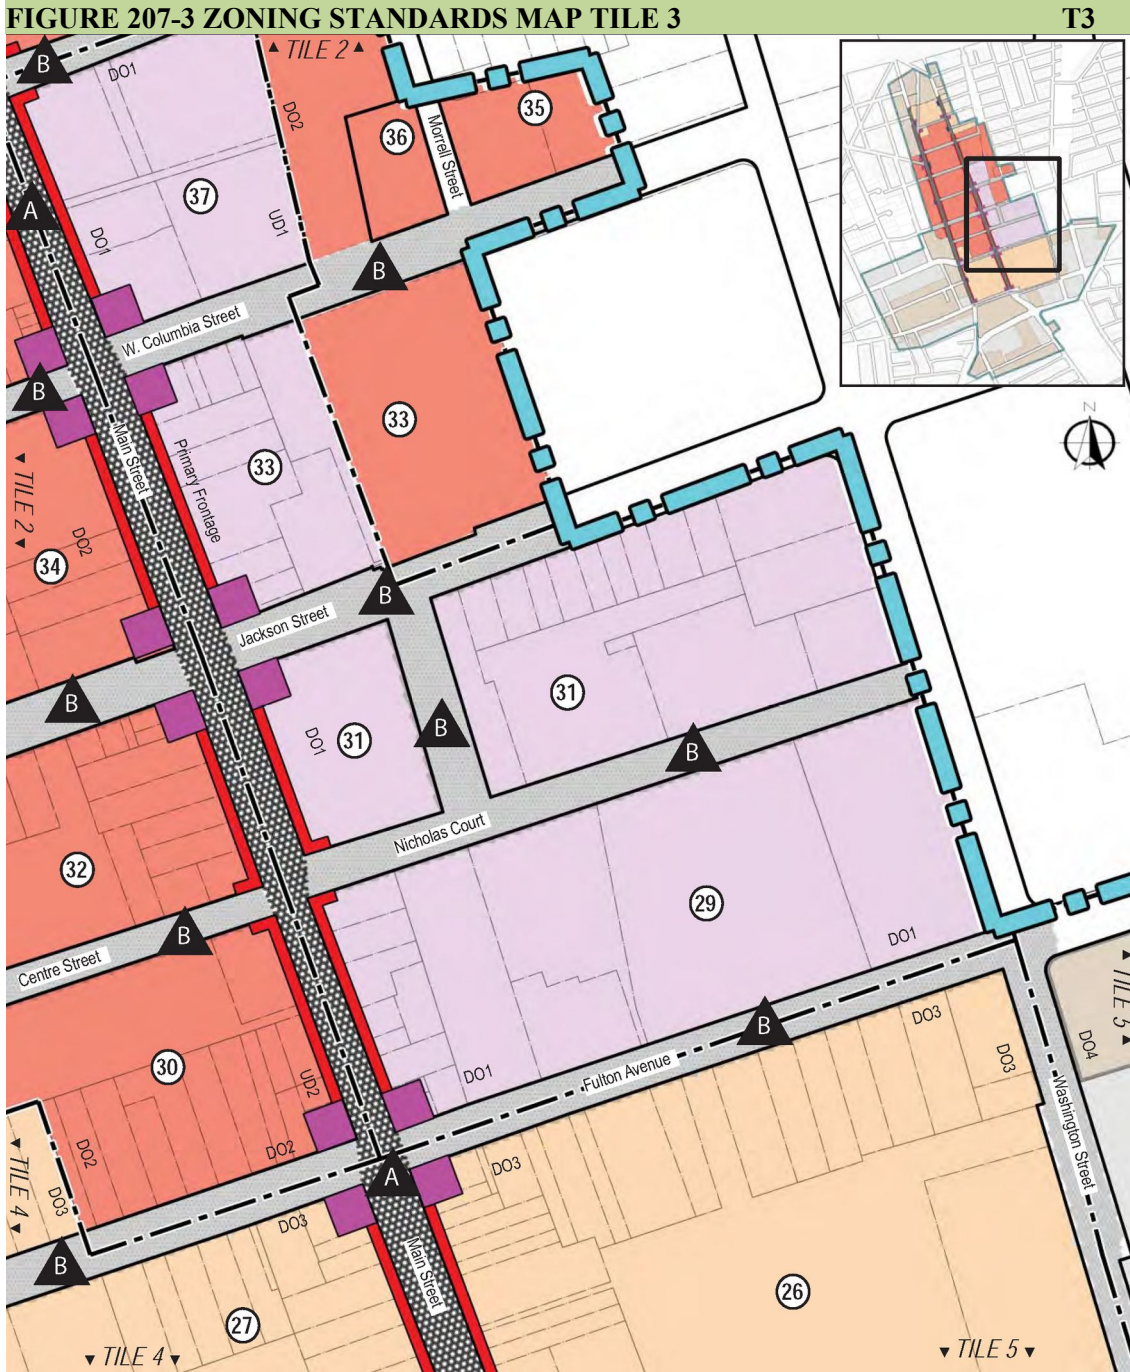 FIGURE 207-3 ZONING STANDARDS MAP TILE 3 T3
▲ TILE 2 ▲
B
DO1
DO2
35
36
Morrell Street
N
A
37
UD1
DO1
B
W. Columbia Street
B
33
Main Street
Primary Frontage
33
▼ TILE 2 ▼
DO2
34
B
Jackson Street
B
31
DO1
31
B
B
Nicholas Court
32
29
B
DO1
Centre Street
▼ TILE 5 ▼
B
DO3
DO4
30
UD2
DO1
Fulton Avenue
DO3
Washington Street
DO2
DO2
DO3
▼ TILE 4 ▼
DO3
A
DO3
B
Main Street
26
27
▼ TILE 4 ▼
▼ TILE 5 ▼